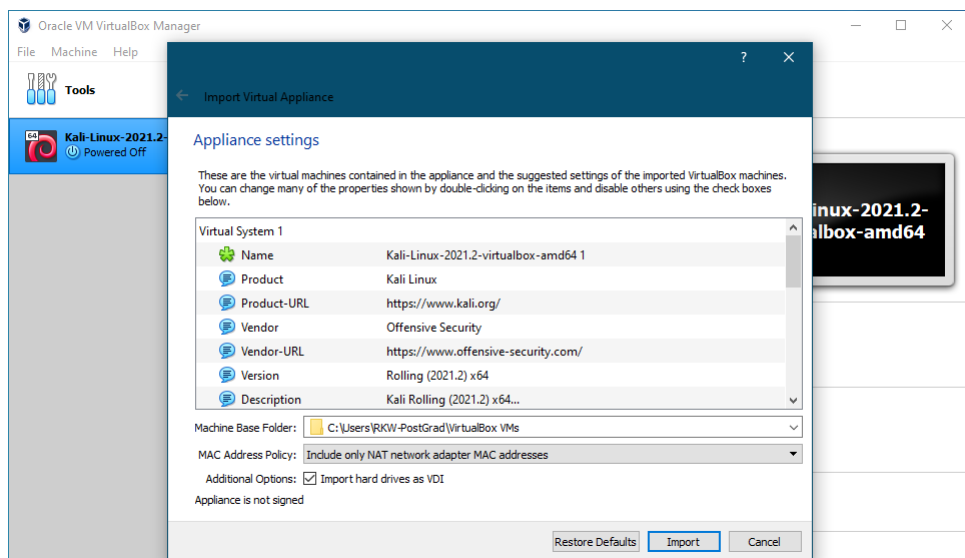 Oracle VM VirtualBox Manager
File Machine Help
Tools
Kali-Linux-2021.2-
Powered Off
64
? 
Import Virtual Appliance
Appliance settings
These are the virtual machines contained in the appliance and the suggested settings of the imported VirtualBox machines.
You can change many of the properties shown by double-clicking on the items and disable others using the check boxes
below.
Virtual System 1
Name Kali-Linux-2021.2-virtualbox-amd64 1
Product Kali Linux
Product-URL https://www.kali.org/
Vendor Offensive Security
Vendor-URL https://www.offensive-security.com/
Version Rolling (2021.2) x64
Description Kali Rolling (2021.2) x64...
Machine Base Folder: C:\Users\RKW-PostGrad\VirtualBox VMs
MAC Address Policy: Include only NAT network adapter MAC addresses
Additional Options: Import hard drives as VDI
Appliance is not signed
Restore Defaults Import Cancel
inux-2021.2-
albox-amd64